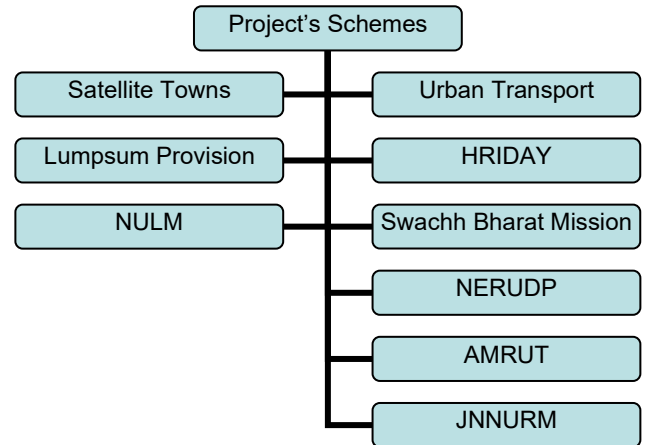 Project’s Schemes
Satellite Towns
Urban Transport
Lumpsum Provision
HRIDAY
NULM
Swachh Bharat Mission
NERUDP
AMRUT
JNNURM